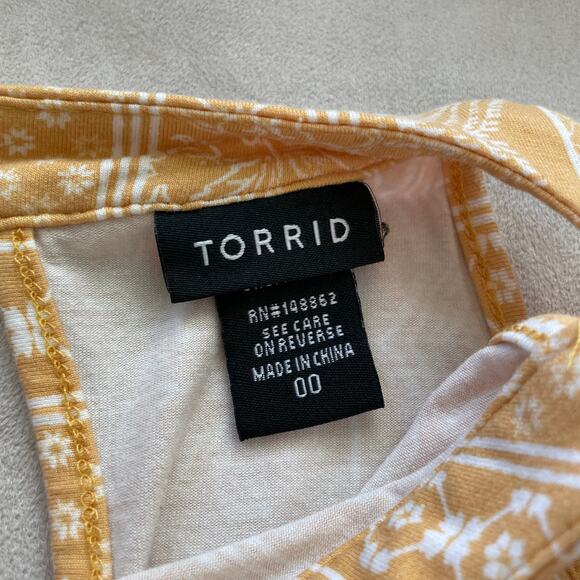 TORRID
RN#148862
SEE CARE
ON REVERSE
MADE IN CHINA
00